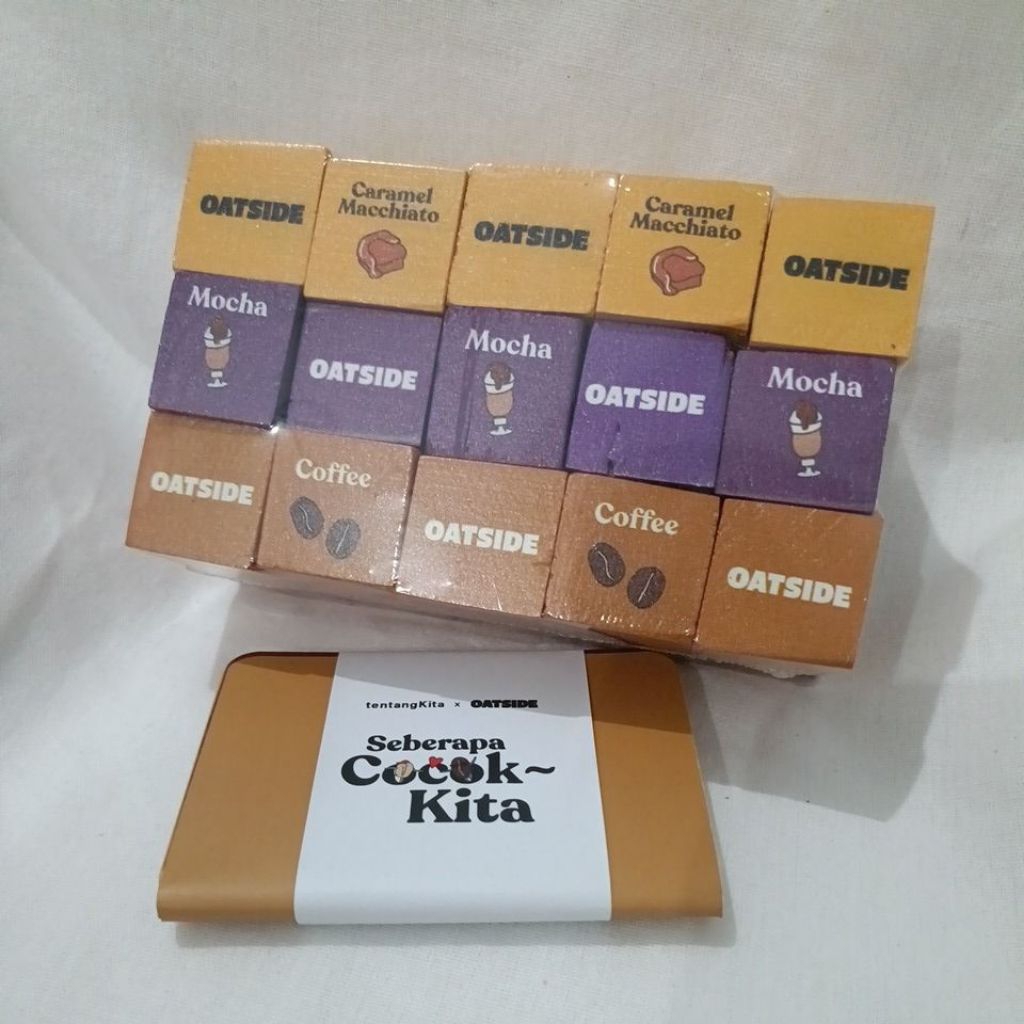 OATSIDE
Caramel
Macchiato
OATSIDE
Caramel
Macchiato
OATSIDE
Mocha
OATSIDE
Mocha
OATSIDE
Mocha
OATSIDE
Coffee
OATSIDE
Coffee
OATSIDE
tentangKita × OATSIDE
Seberapa
Cocok~
Kita